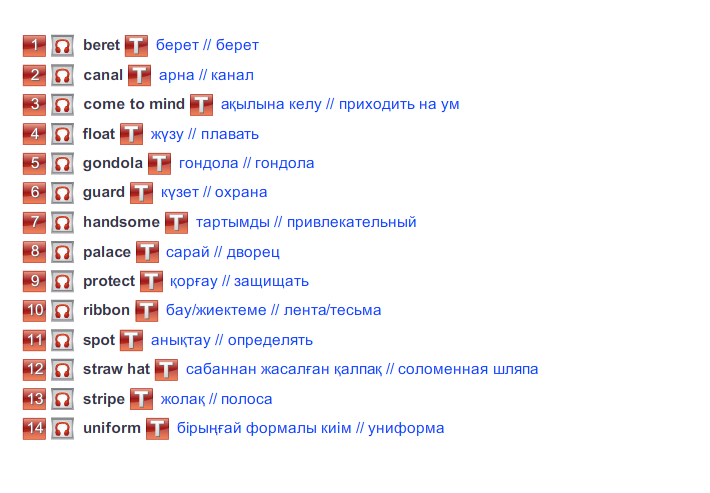 1 beret T берет // берет
2 canal T арна // канал
3 come to mind T ақылына келу // приходить на ум
4 float T жүзу // плавать
5 gondola T гондола // гондола
6 guard T күзет // охрана
7 handsome T тартымды // привлекательный
8 palace T сарай // дворец
9 protect T қорғау // защищать
10 ribbon T бау/жиектеме // лента/тесьма
11 spot T анықтау // определять
12 straw hat T сабаннан жасалған қалпақ // соломенная шляпа
13 stripe T жолақ // полоса
14 uniform T бірыңғай формалы киім // униформа